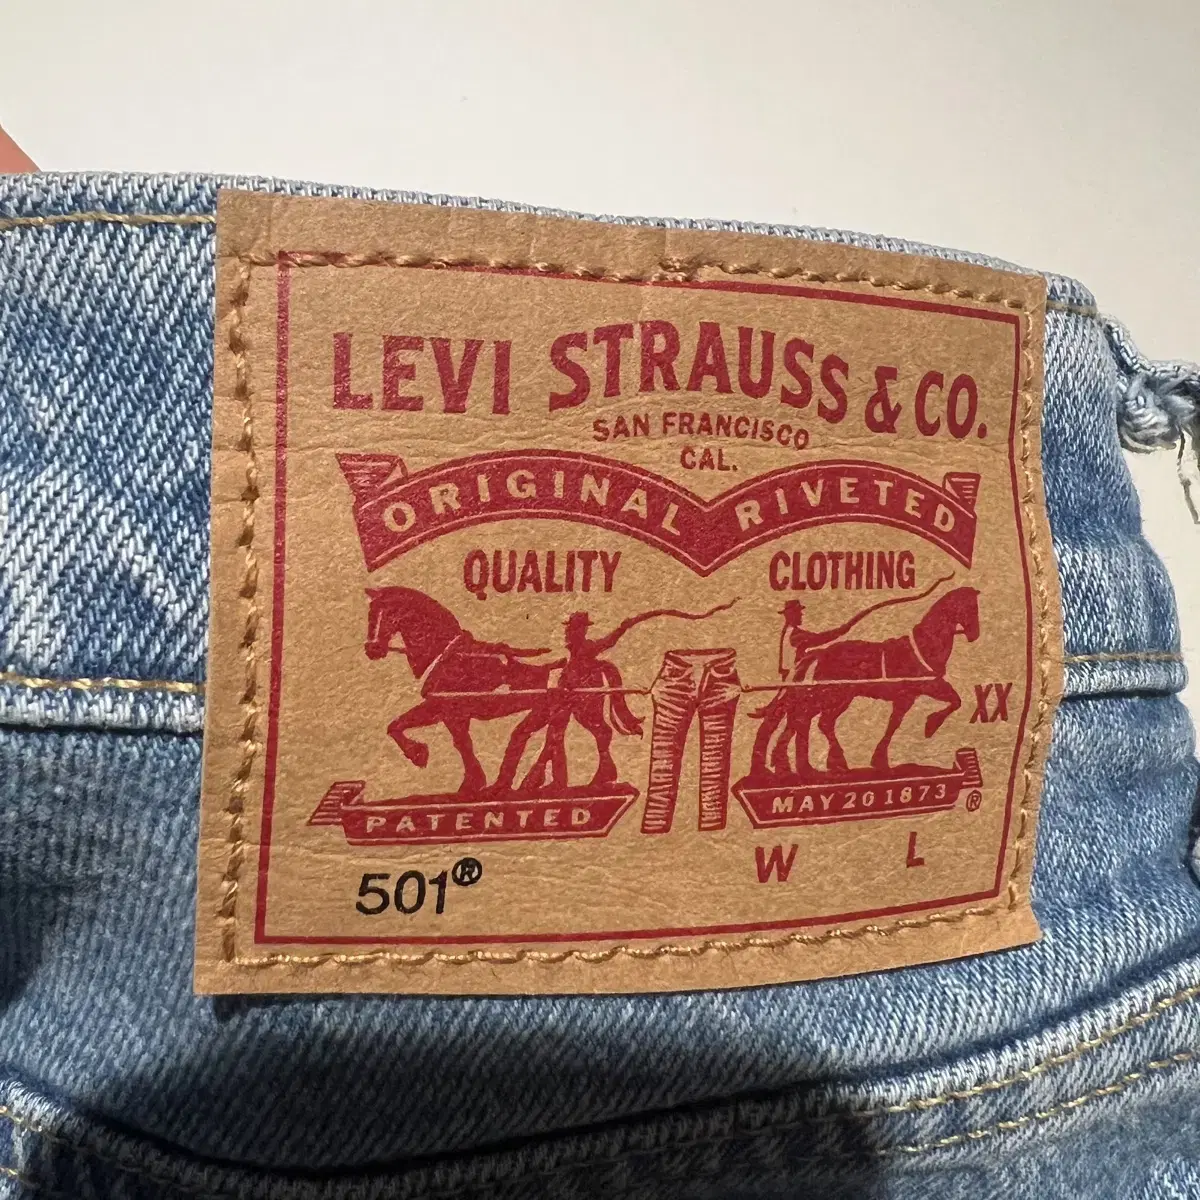 LEVI STRAUSS & CO.
SAN FRANCISCO
CAL.
ORIGINAL RIVETED
QUALITY CLOTHING
XX
PATENTED MAY 20 1873 ®
501® W L